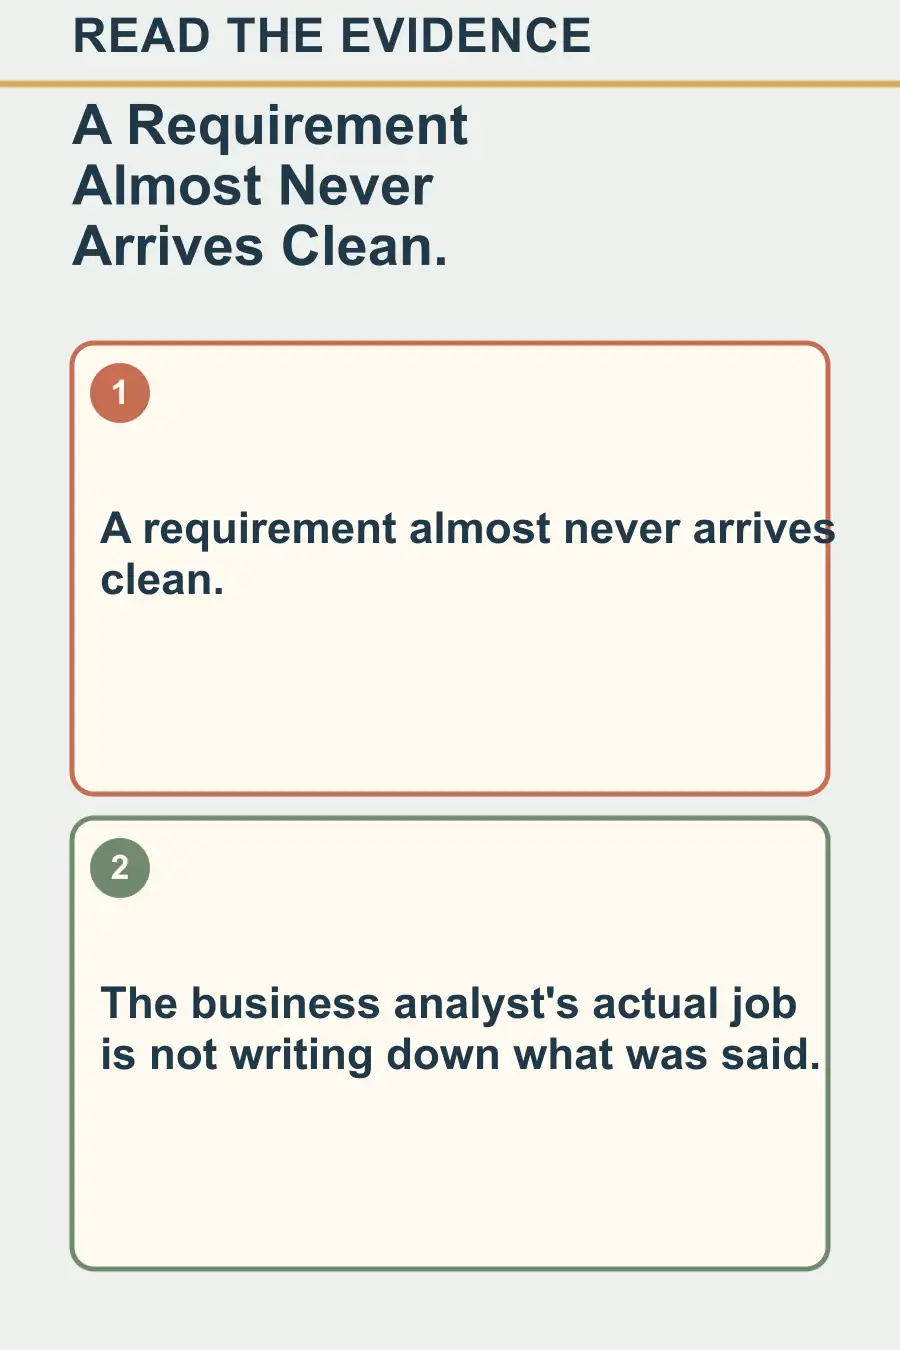 READ THE EVIDENCE
A Requirement
Almost Never
Arrives Clean.
1
A requirement almost never arrives
clean.
2
The business analyst's actual job
is not writing down what was said.